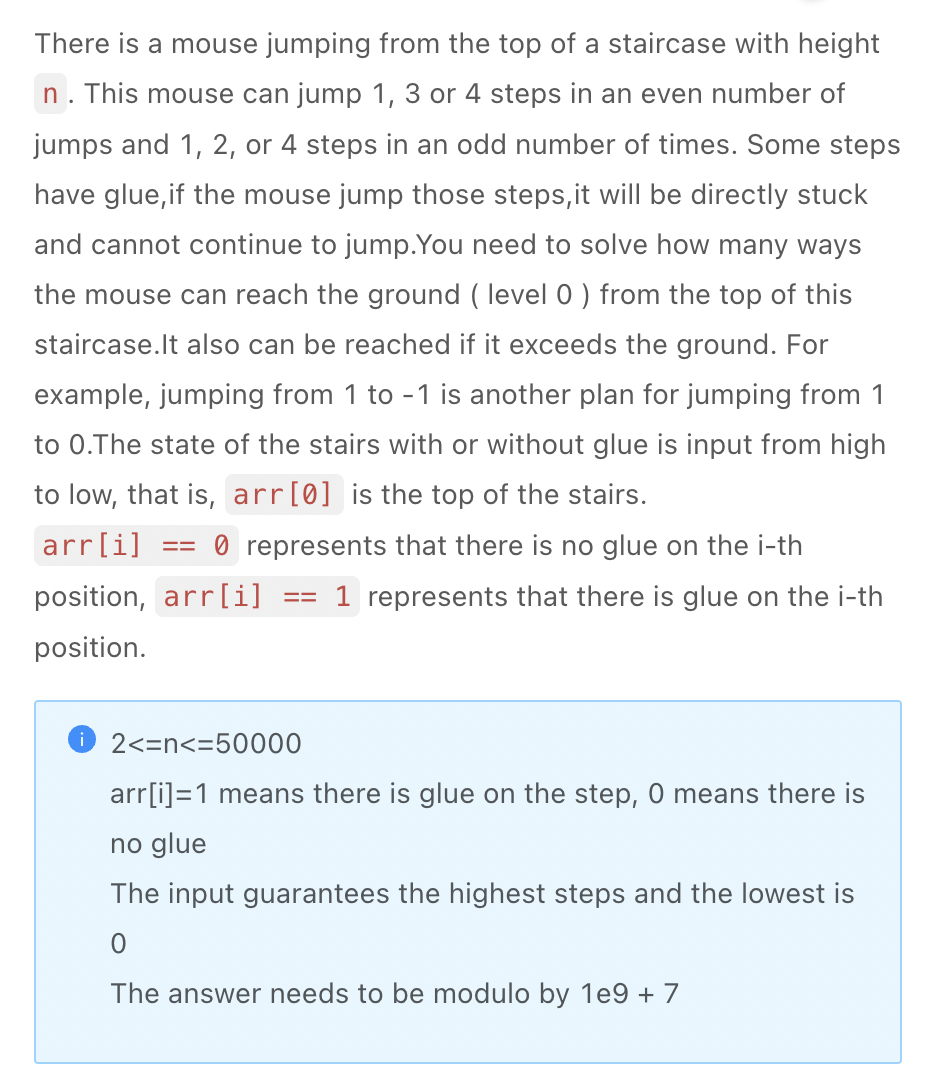 There is a mouse jumping from the top of a staircase with height
n . This mouse can jump 1, 3 or 4 steps in an even number of
jumps and 1, 2, or 4 steps in an odd number of times. Some steps
have glue,if the mouse jump those steps,it will be directly stuck
and cannot continue to jump.You need to solve how many ways
the mouse can reach the ground ( level 0 ) from the top of this
staircase.It also can be reached if it exceeds the ground. For
example, jumping from 1 to -1 is another plan for jumping from 1
to 0.The state of the stairs with or without glue is input from high
to low, that is, arr[0] is the top of the stairs.
arr[i] == 0 represents that there is no glue on the i-th
position, arr[i] == 1 represents that there is glue on the i-th
position.
2<=n<=50000
arr[i]=1 means there is glue on the step, 0 means there is
no glue
The input guarantees the highest steps and the lowest is
0
The answer needs to be modulo by 1e9 + 7